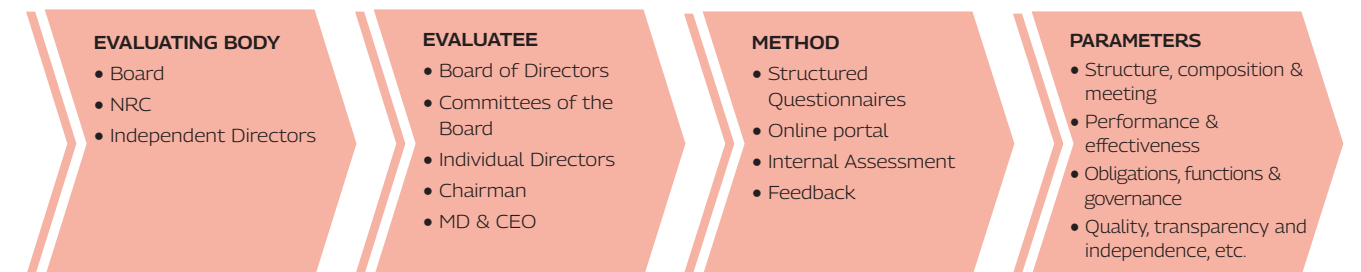 EVALUATING BODY
• Board
• NRC
• Independent Directors
EVALUATEE
• Board of Directors
• Committees of the
Board
• Individual Directors
• Chairman
• MD & CEO
METHOD
• Structured
Questionnaires
• Online portal
• Internal Assessment
• Feedback
PARAMETERS
• Structure, composition &
meeting
• Performance &
effectiveness
• Obligations, functions &
governance
• Quality, transparency and
independence, etc.